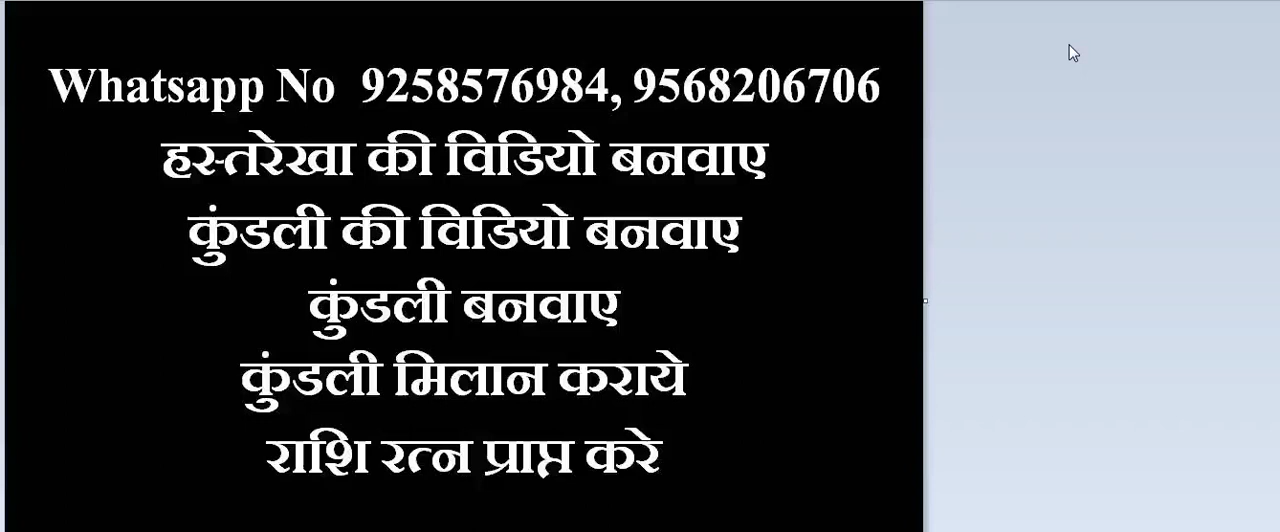 Whatsapp No 9258576984, 9568206706
हस्तरेखा की विडियो बनवाए
कुंडली की विडियो बनवाए
कुंडली बनवाए
कुंडली मिलान कराये
राशि रत्न प्राप्त करे